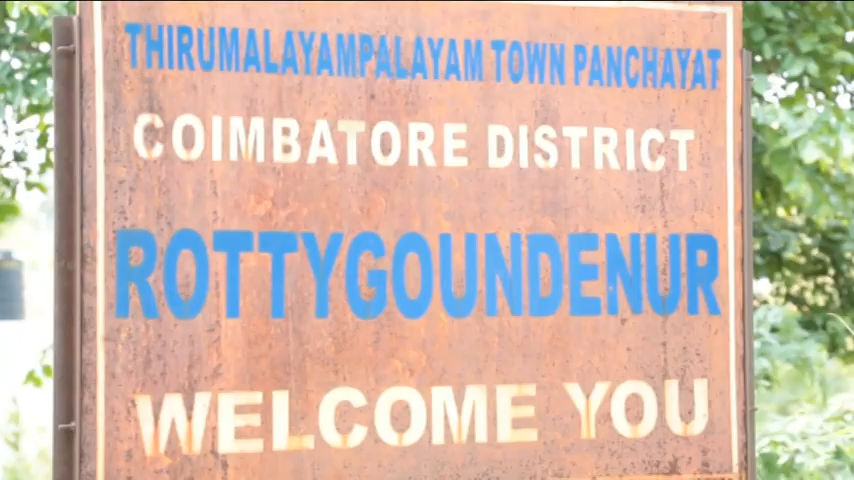 THIRUMALAYAMPALAYAM TOWN PANCHAYAT
COIMBATORE DISTRICT
ROTTYGOUNDENUR
WELCOME YOU